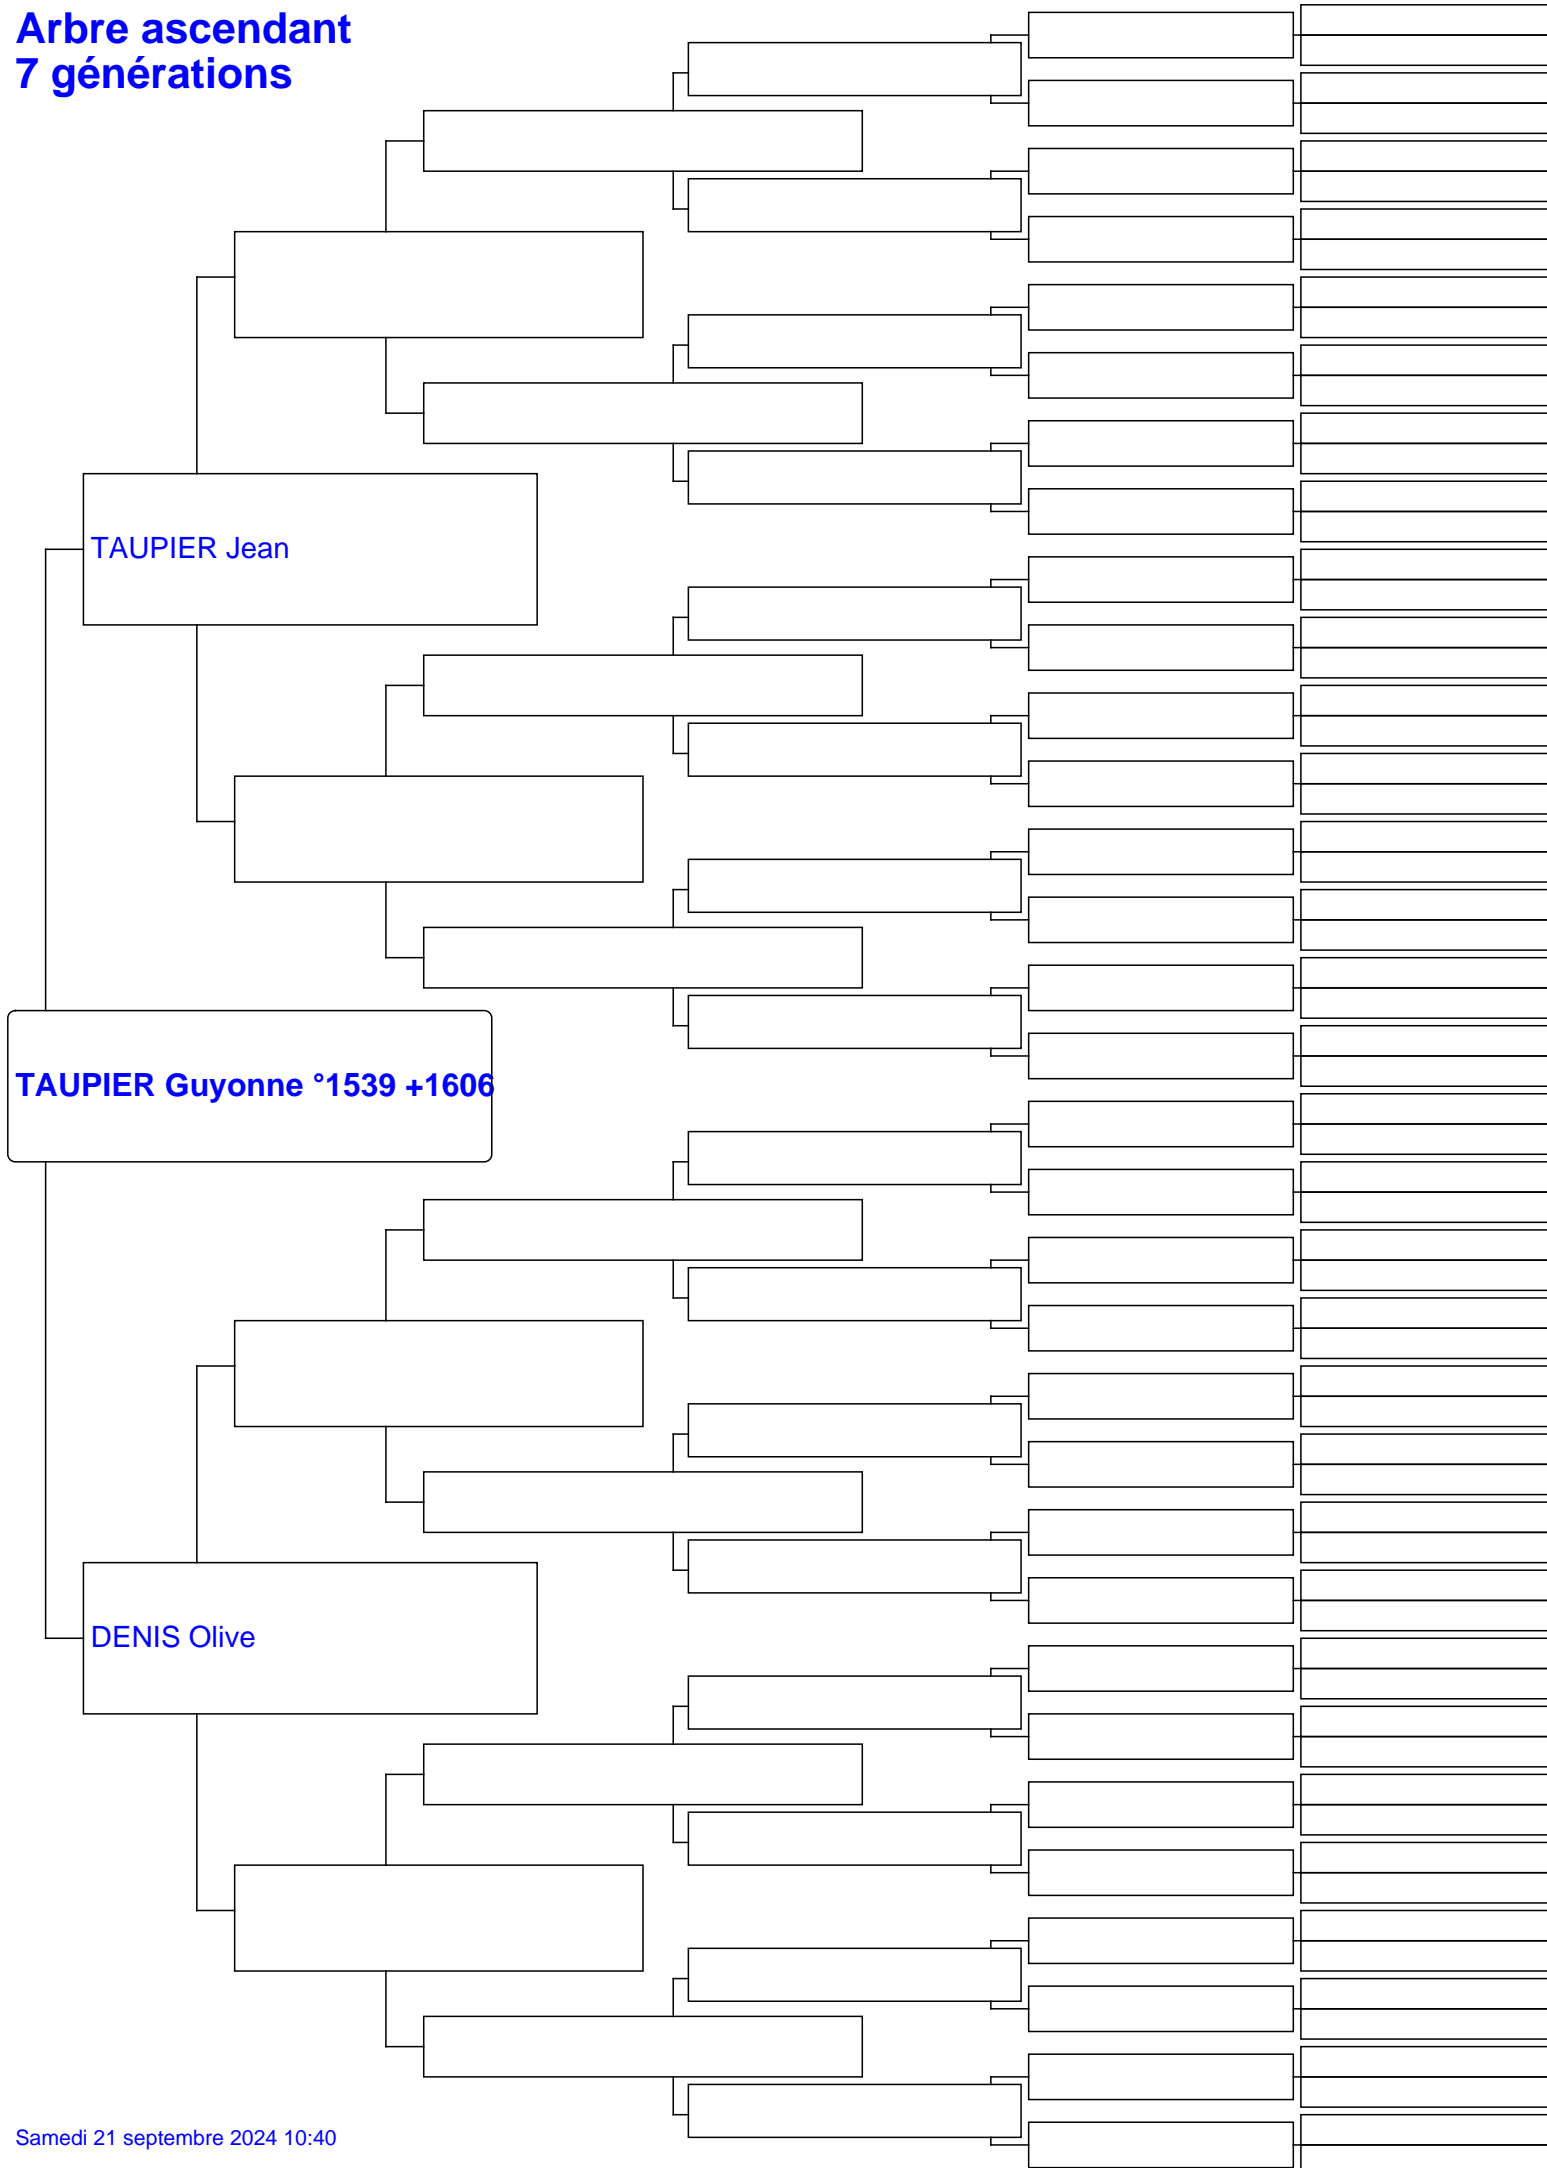 Arbre ascendant
7 générations
TAUPIER Jean
TAUPIER Guyonne °1539 +1606
DENIS Olive
Samedi 21 septembre 2024 10:40